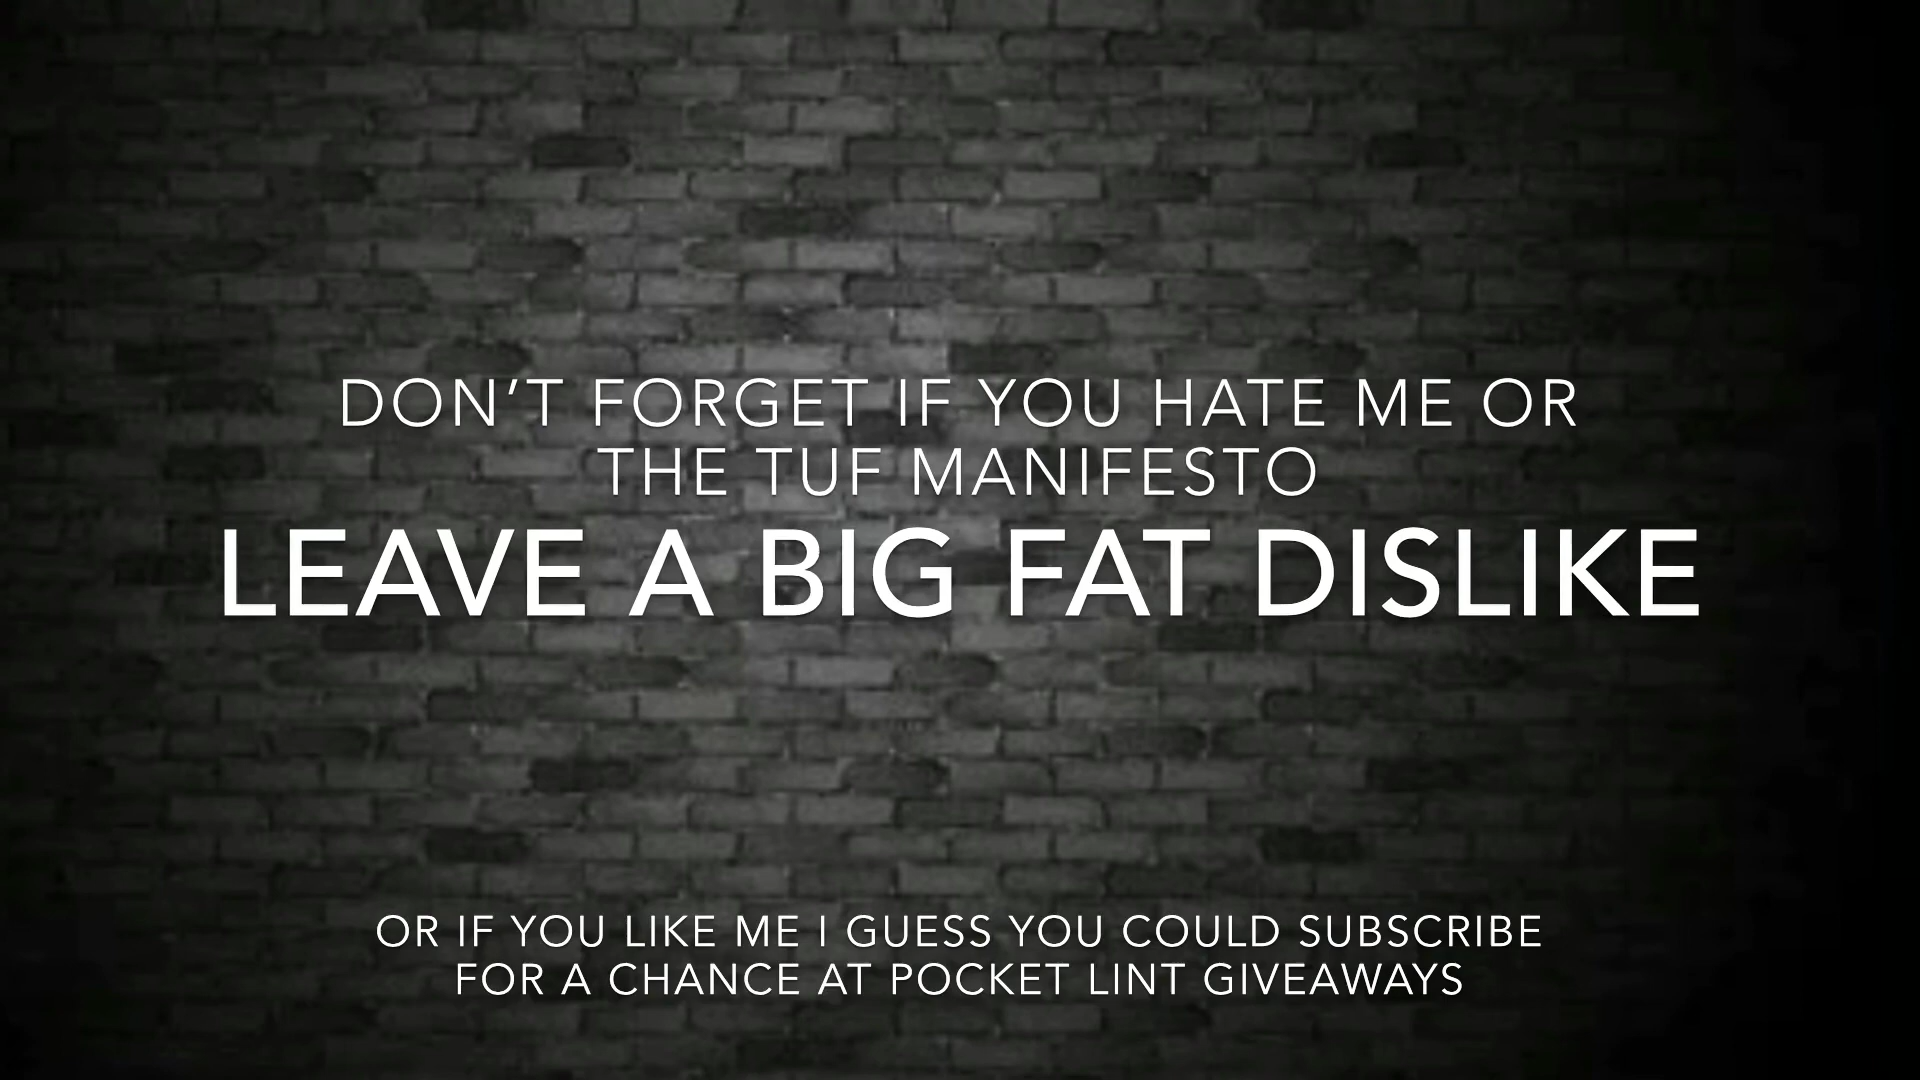 DON’T FORGET IF YOU HATE ME OR
THE TUF MANIFESTO
LEAVE A BIG FAT DISLIKE
OR IF YOU LIKE ME I GUESS YOU COULD SUBSCRIBE
FOR A CHANCE AT POCKET LINT GIVEAWAYS